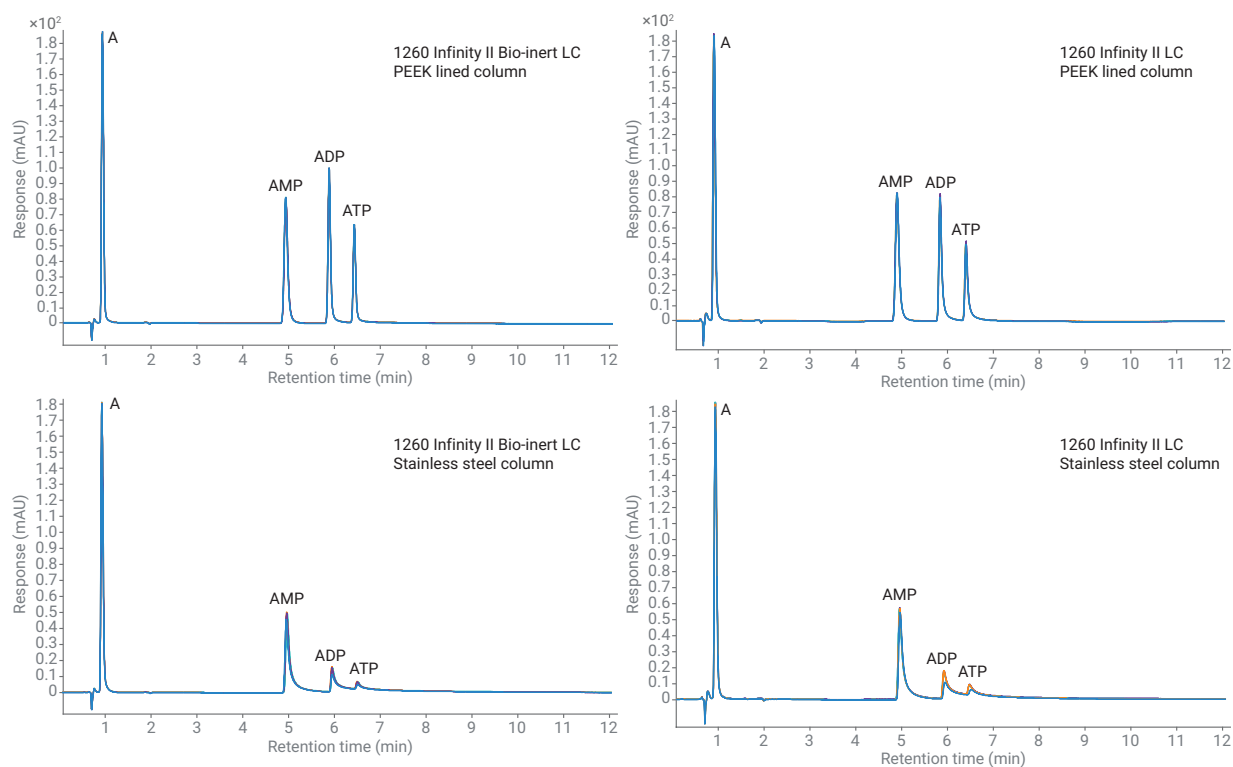 ×10²
1.8
1.7
1.6
1.5
1.4
1.3
1.2
1.1
1.0
0.9
0.8
0.7
0.6
0.5
0.4
0.3
0.2
0.1
0
Response (mAU)
A
AMP
ADP
ATP
1260 Infinity II Bio-inert LC
PEEK lined column
1 2 3 4 5 6 7 8 9 10 11 12
Retention time (min)
×10²
1.8
1.7
1.6
1.5
1.4
1.3
1.2
1.1
1.0
0.9
0.8
0.7
0.6
0.5
0.4
0.3
0.2
0.1
0
Response (mAU)
A
AMP
ADP
ATP
1260 Infinity II LC
PEEK lined column
1 2 3 4 5 6 7 8 9 10 11 12
Retention time (min)
1.8
1.7
1.6
1.5
1.4
1.3
1.2
1.1
1.0
0.9
0.8
0.7
0.6
0.5
0.4
0.3
0.2
0.1
0
Response (mAU)
A
AMP
ADP
ATP
1260 Infinity II Bio-inert LC
Stainless steel column
1 2 3 4 5 6 7 8 9 10 11 12
Retention time (min)
1.8
1.7
1.6
1.5
1.4
1.3
1.2
1.1
1.0
0.9
0.8
0.7
0.6
0.5
0.4
0.3
0.2
0.1
0
Response (mAU)
A
AMP
ADP
ATP
1260 Infinity II LC
Stainless steel column
1 2 3 4 5 6 7 8 9 10 11 12
Retention time (min)